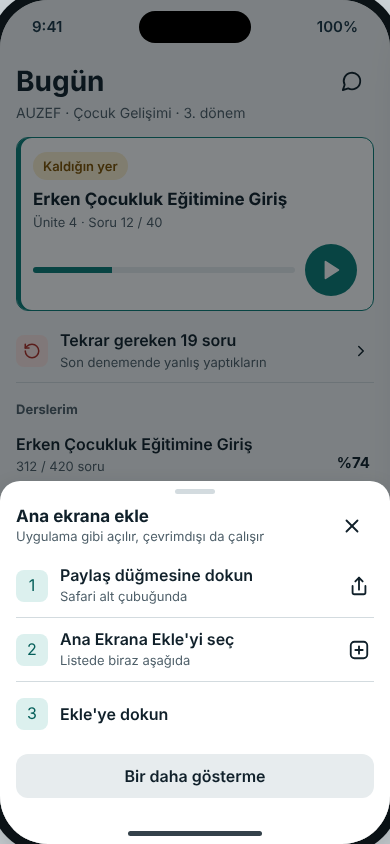 9:41
100%
Bugün
AUZEF · Çocuk Gelişimi · 3. dönem
Kaldığın yer
Erken Çocukluk Eğitimine Giriş
Ünite 4 · Soru 12 / 40
Tekrar gereken 19 soru
Son denemende yanlış yaptıkların
Derslerim
Erken Çocukluk Eğitimine Giriş
312 / 420 soru
%74
Ana ekrana ekle
Uygulama gibi açılır, çevrimdışı da çalışır
1
Paylaş düğmesine dokun
Safari alt çubuğunda
2
Ana Ekrana Ekle'yi seç
Listede biraz aşağıda
3
Ekle'ye dokun
Bir daha gösterme